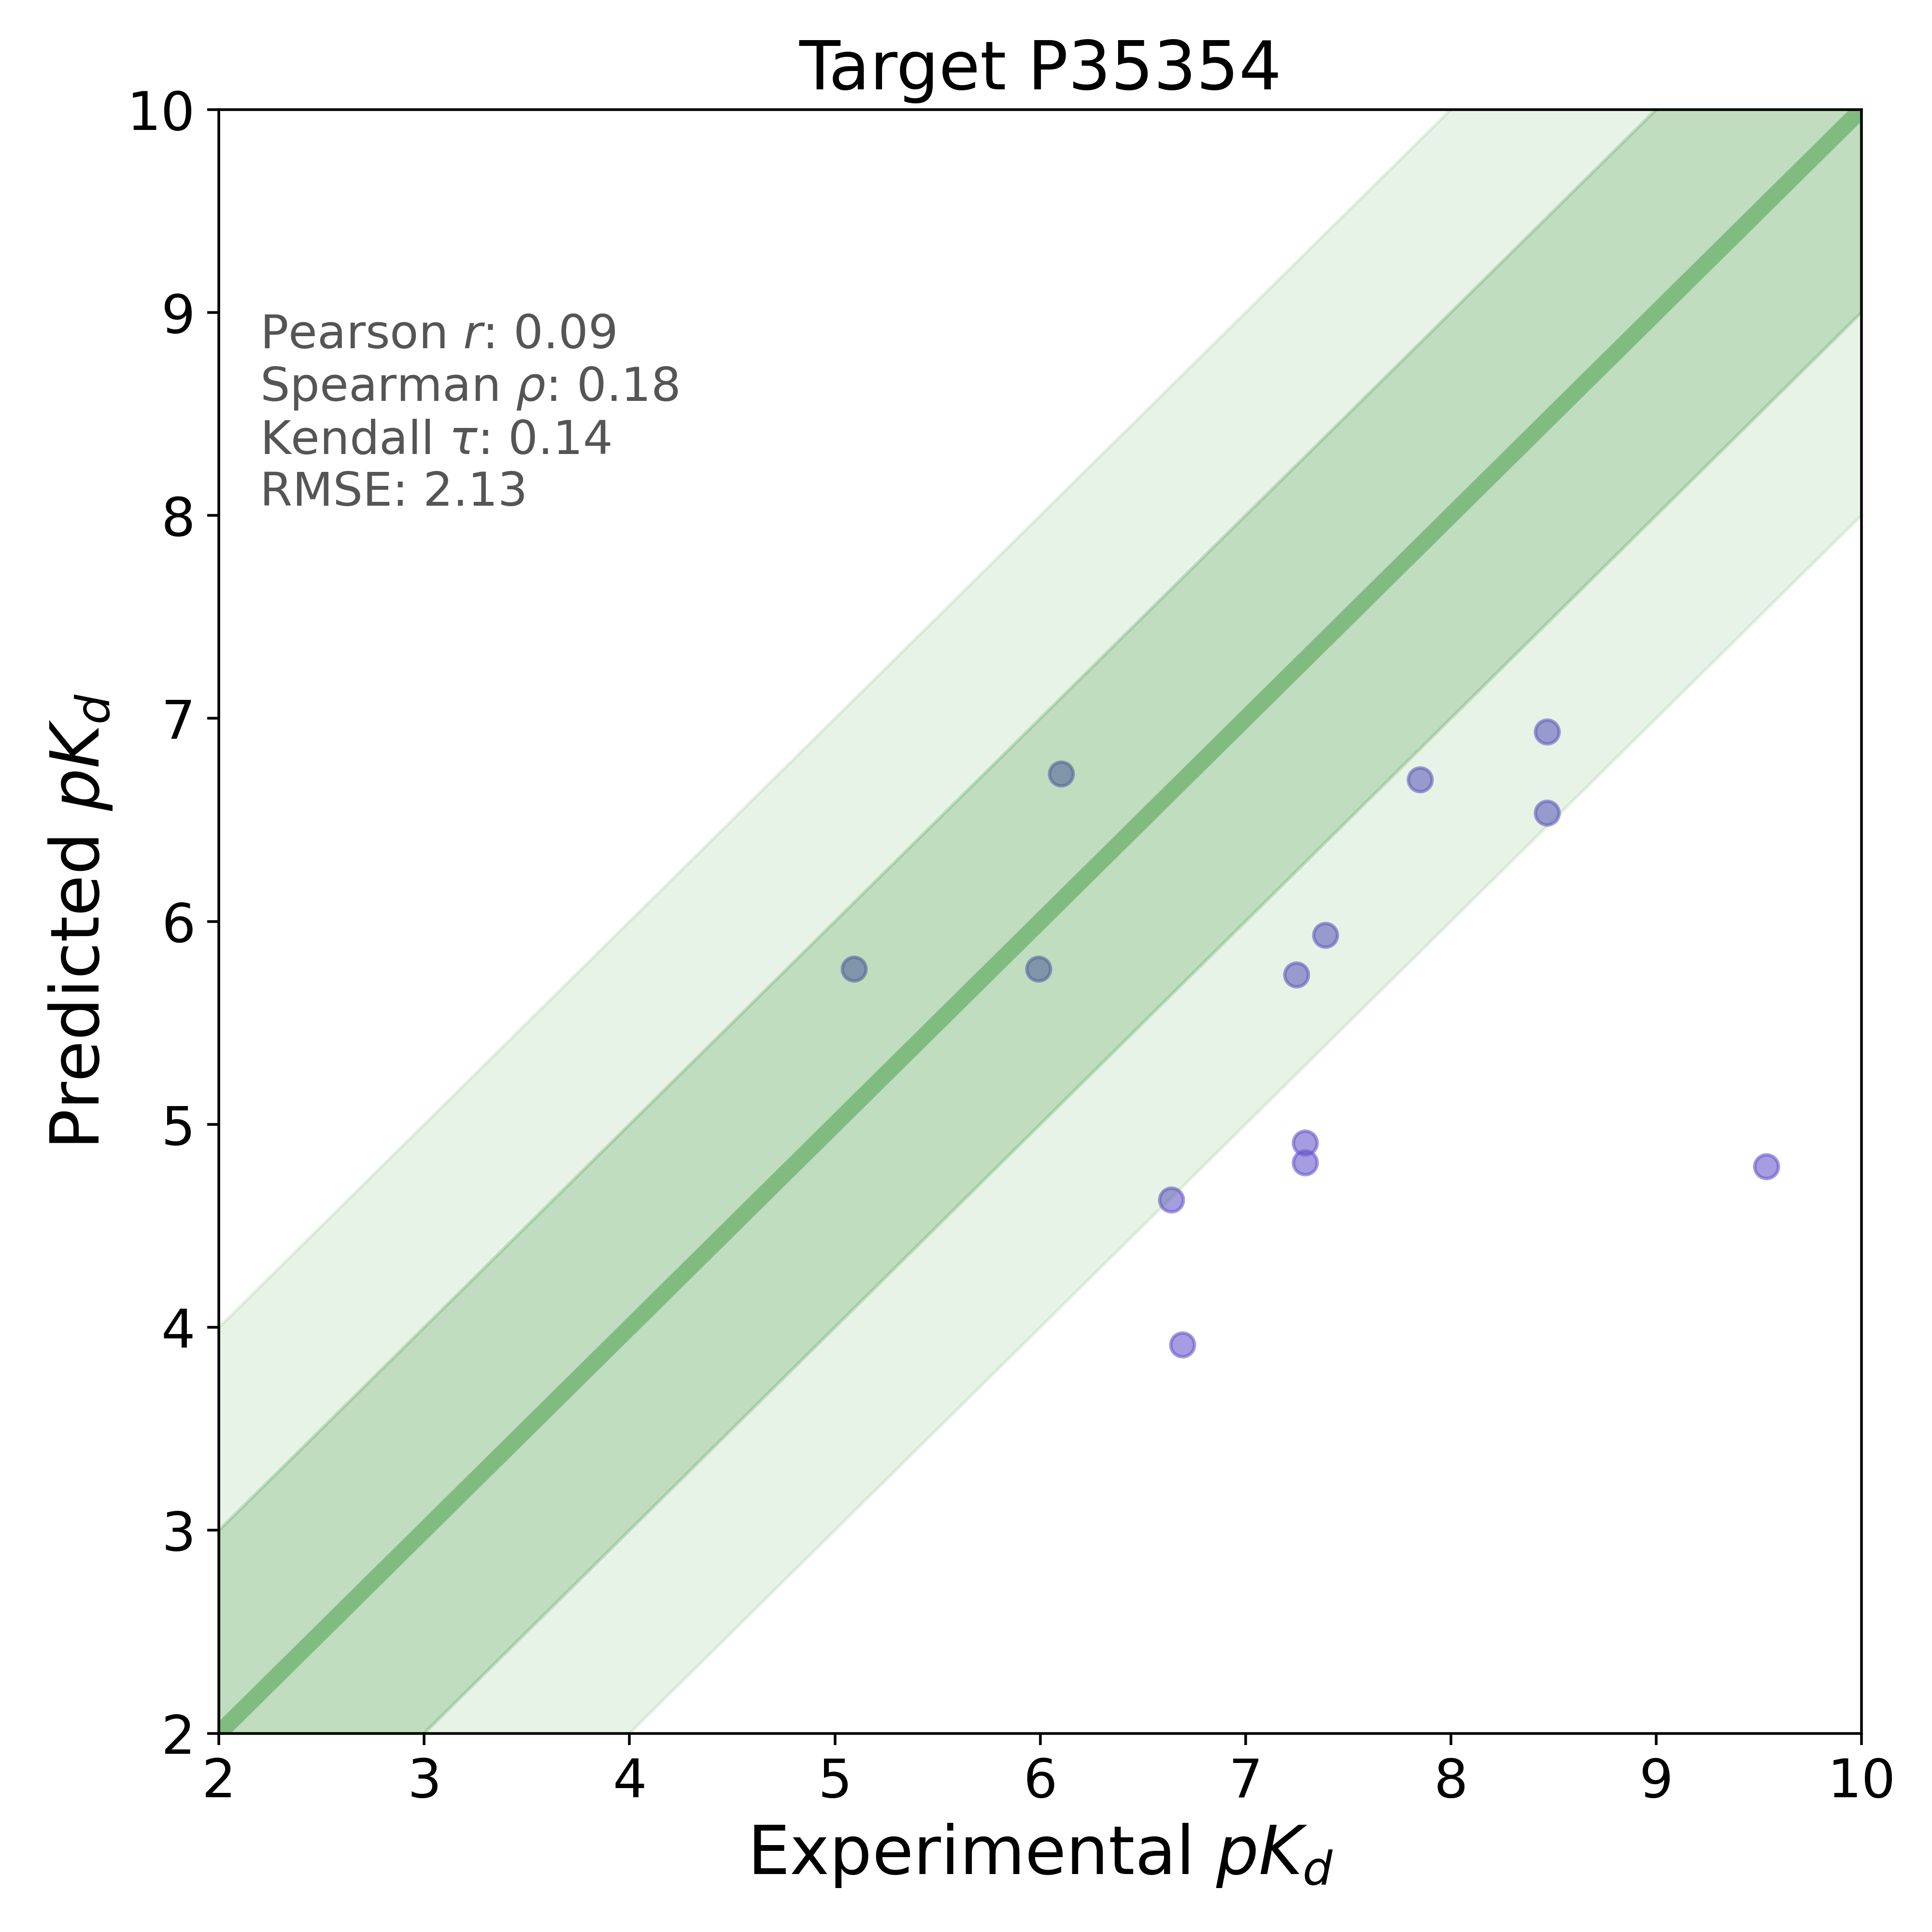 Target P35354
10
9
8
7
6
5
4
3
2
Predicted pKd
Pearson r: 0.09
Spearman ρ: 0.18
Kendall τ: 0.14
RMSE: 2.13
2 3 4 5 6 7 8 9 10
Experimental pKd